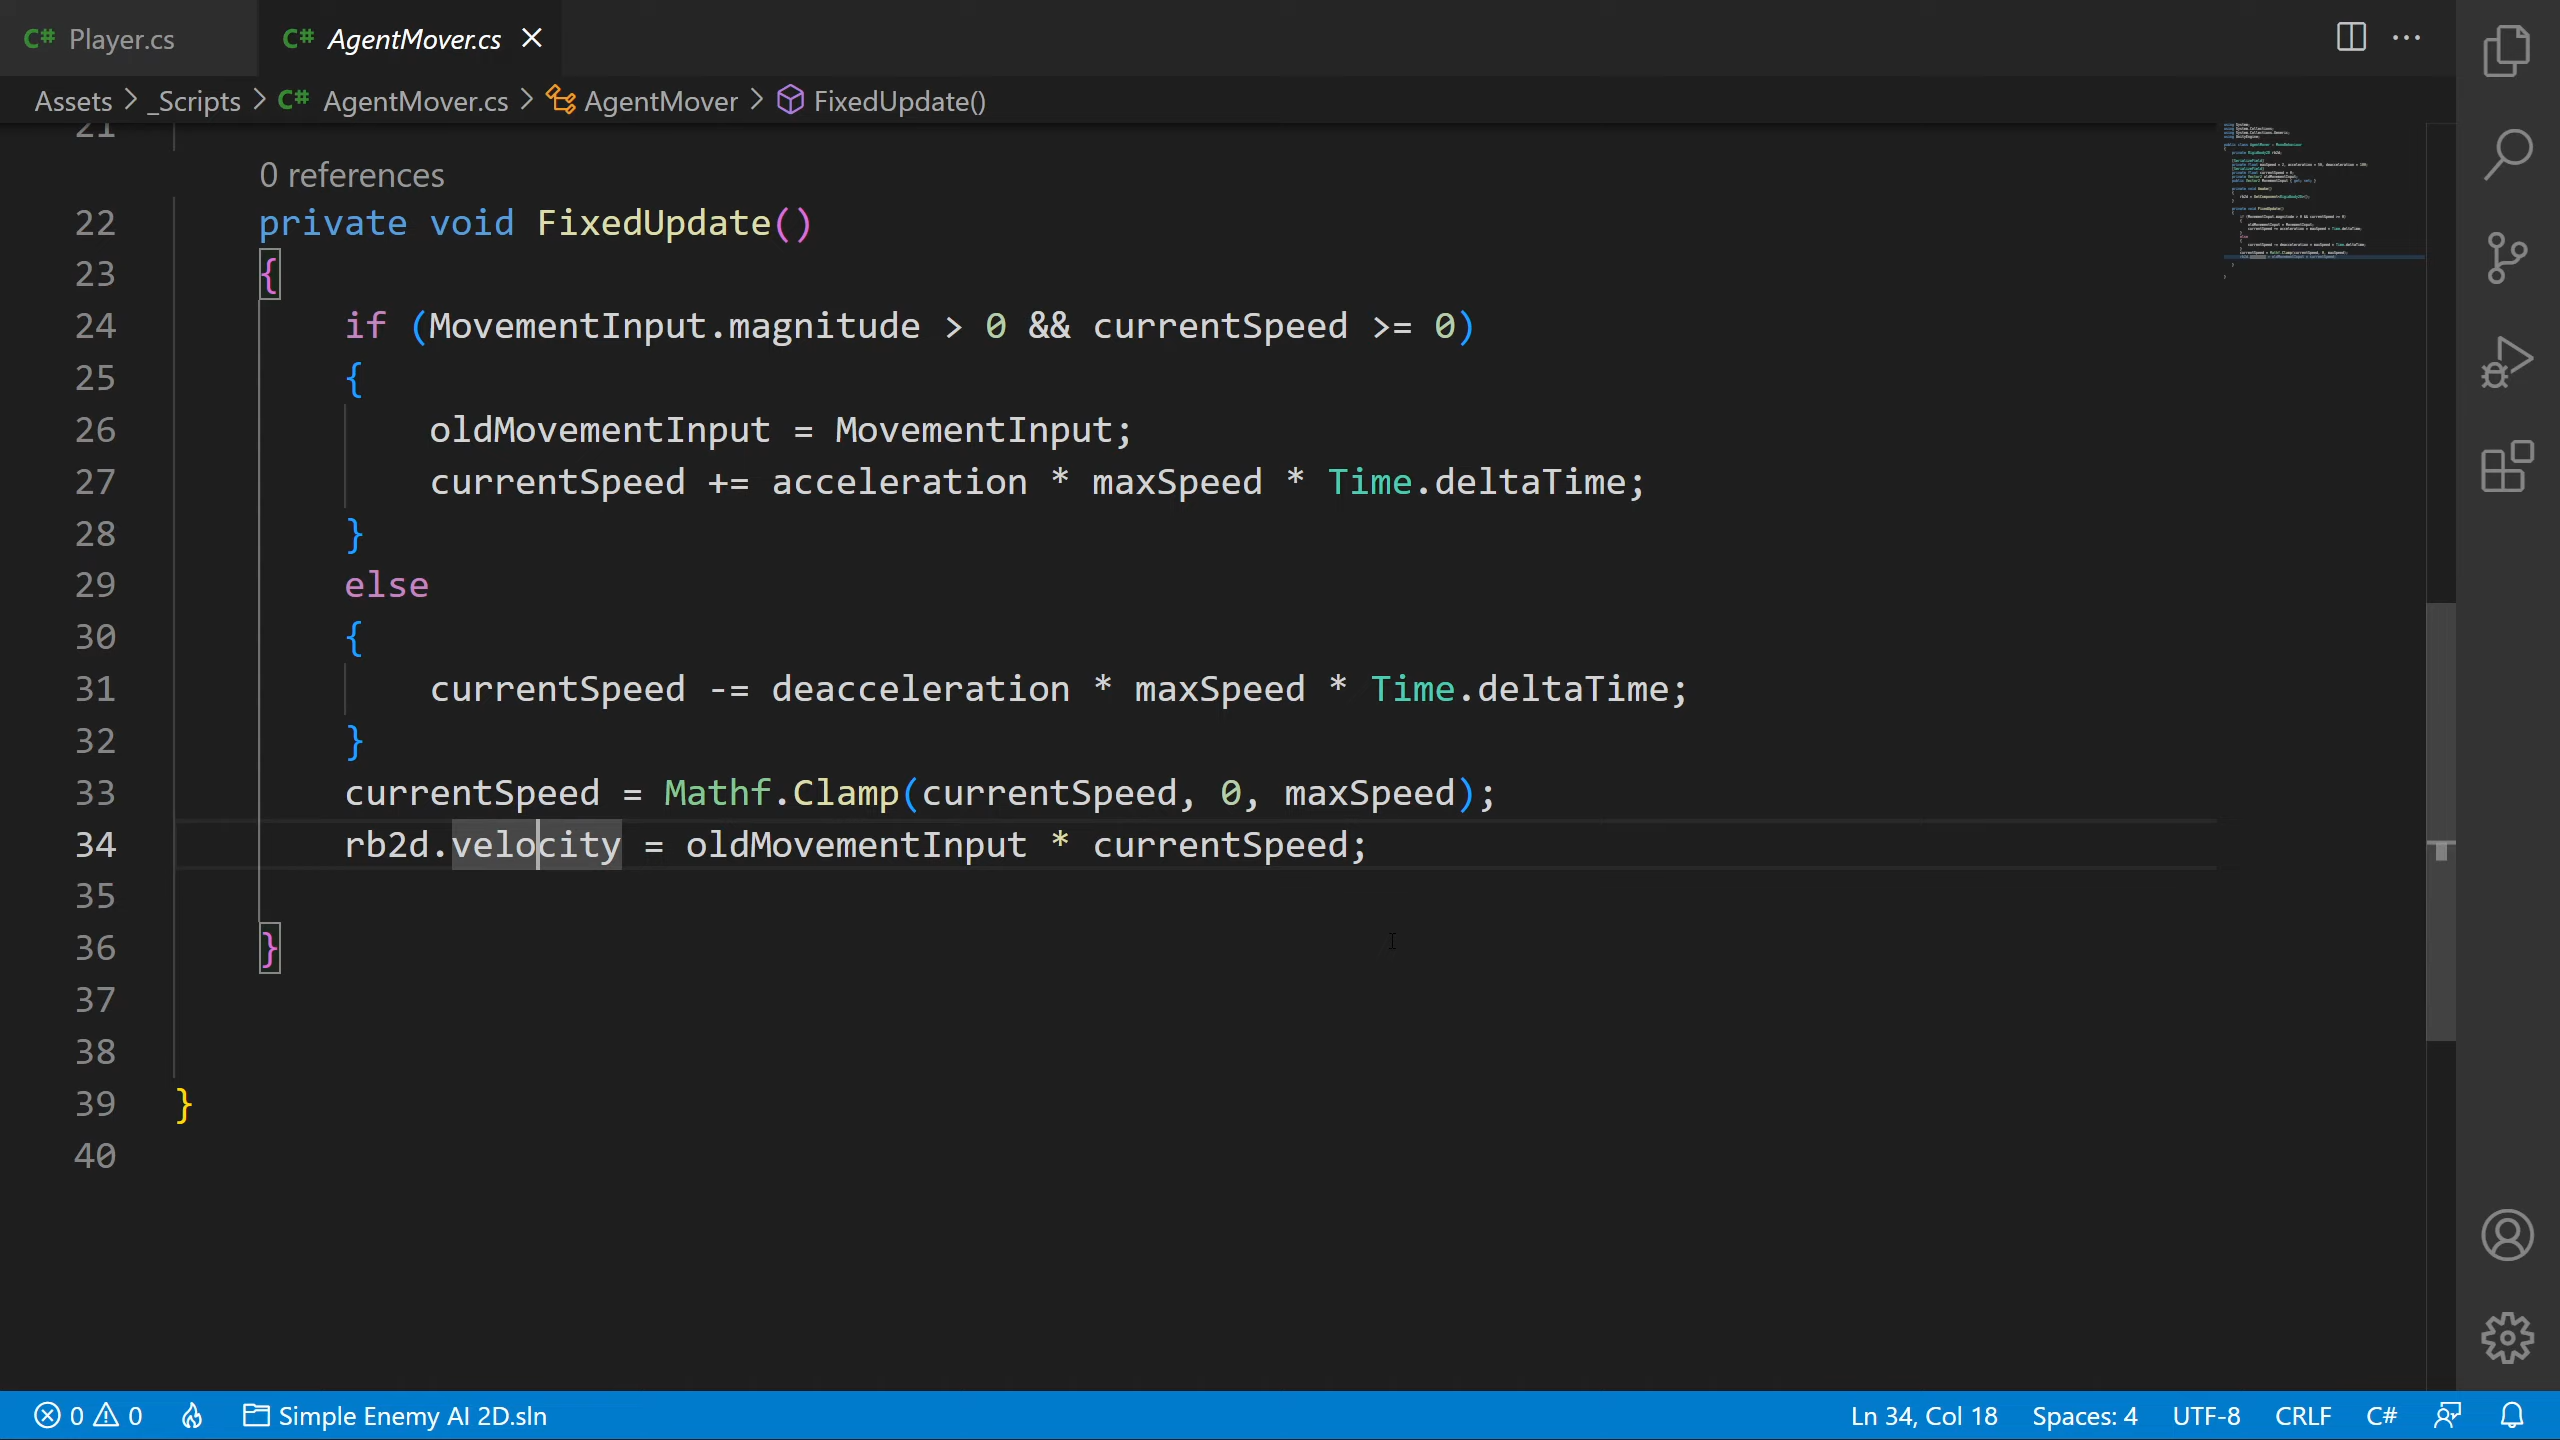 C# Player.cs C# AgentMover.cs
Assets > _Scripts > C# AgentMover.cs > AgentMover > FixedUpdate()
21
0 references
22 private void FixedUpdate()
23 {
24 if (MovementInput.magnitude > 0 && currentSpeed >= 0)
25 {
26 oldMovementInput = MovementInput;
27 currentSpeed += acceleration * maxSpeed * Time.deltaTime;
28 }
29 else
30 {
31 currentSpeed -= deacceleration * maxSpeed * Time.deltaTime;
32 }
33 currentSpeed = Mathf.Clamp(currentSpeed, 0, maxSpeed);
34 rb2d.velocity = oldMovementInput * currentSpeed;
35
36 }
37
38
39 }
40
0 0 Simple Enemy AI 2D.sln Ln 34, Col 18 Spaces: 4 UTF-8 CRLF C#